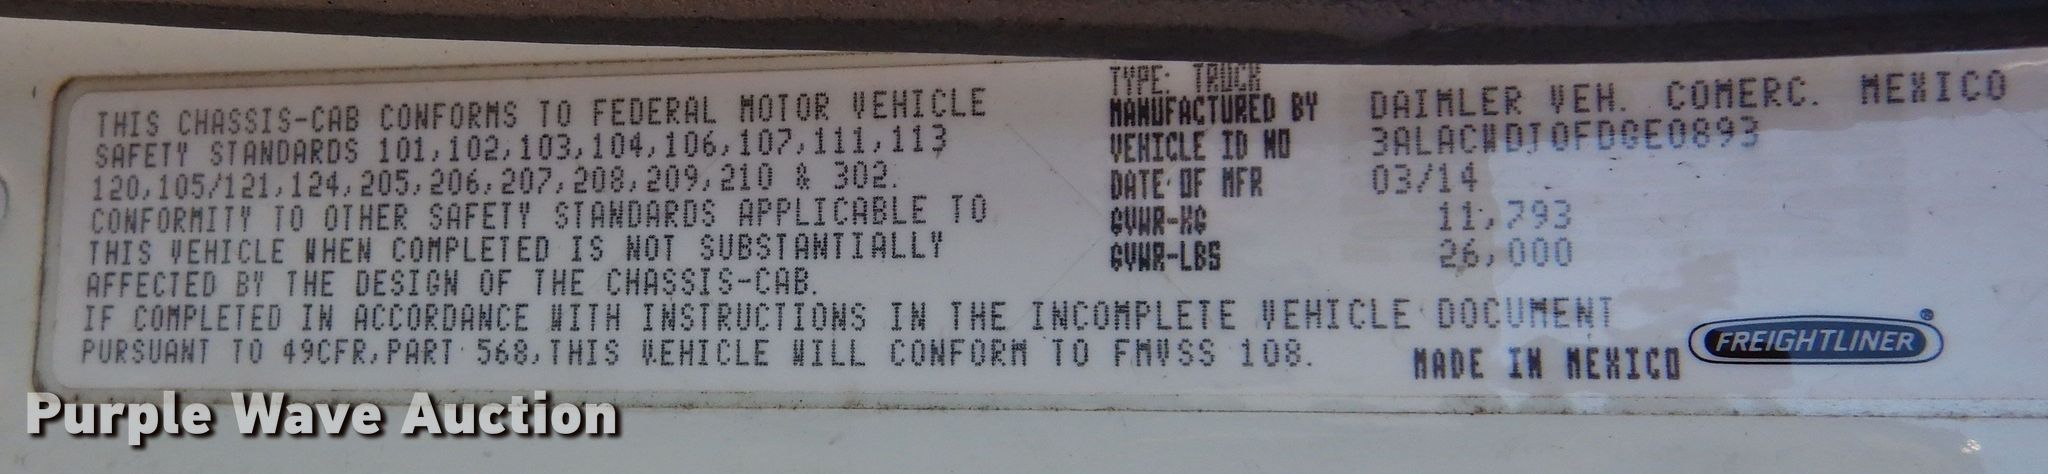 THIS CHASSIS-CAB CONFORMS TO FEDERAL MOTOR VEHICLE
SAFETY STANDARDS 101,102,103,104,106,107,111,113
120,105/121,124,205,206,207,208,209,210 & 302.
CONFORMITY TO OTHER SAFETY STANDARDS APPLICABLE TO
THIS VEHICLE WHEN COMPLETED IS NOT SUBSTANTIALLY
AFFECTED BY THE DESIGN OF THE CHASSIS-CAB.
IF COMPLETED IN ACCORDANCE WITH INSTRUCTIONS IN THE INCOMPLETE VEHICLE DOCUMENT
PURSUANT TO 49CFR,PART 568,THIS VEHICLE WILL CONFORM TO FMVSS 108.
TYPE: TRUCK
MANUFACTURED BY DAIMLER VEH. COMERC. MEXICO
VEHICLE ID NO 3ALACWDT0FDGE0893
DATE OF MFR 03/14
GVWR-KG 11,793
GVWR-LBS 26,000
MADE IN MEXICO
FREIGHTLINER®
Purple Wave Auction